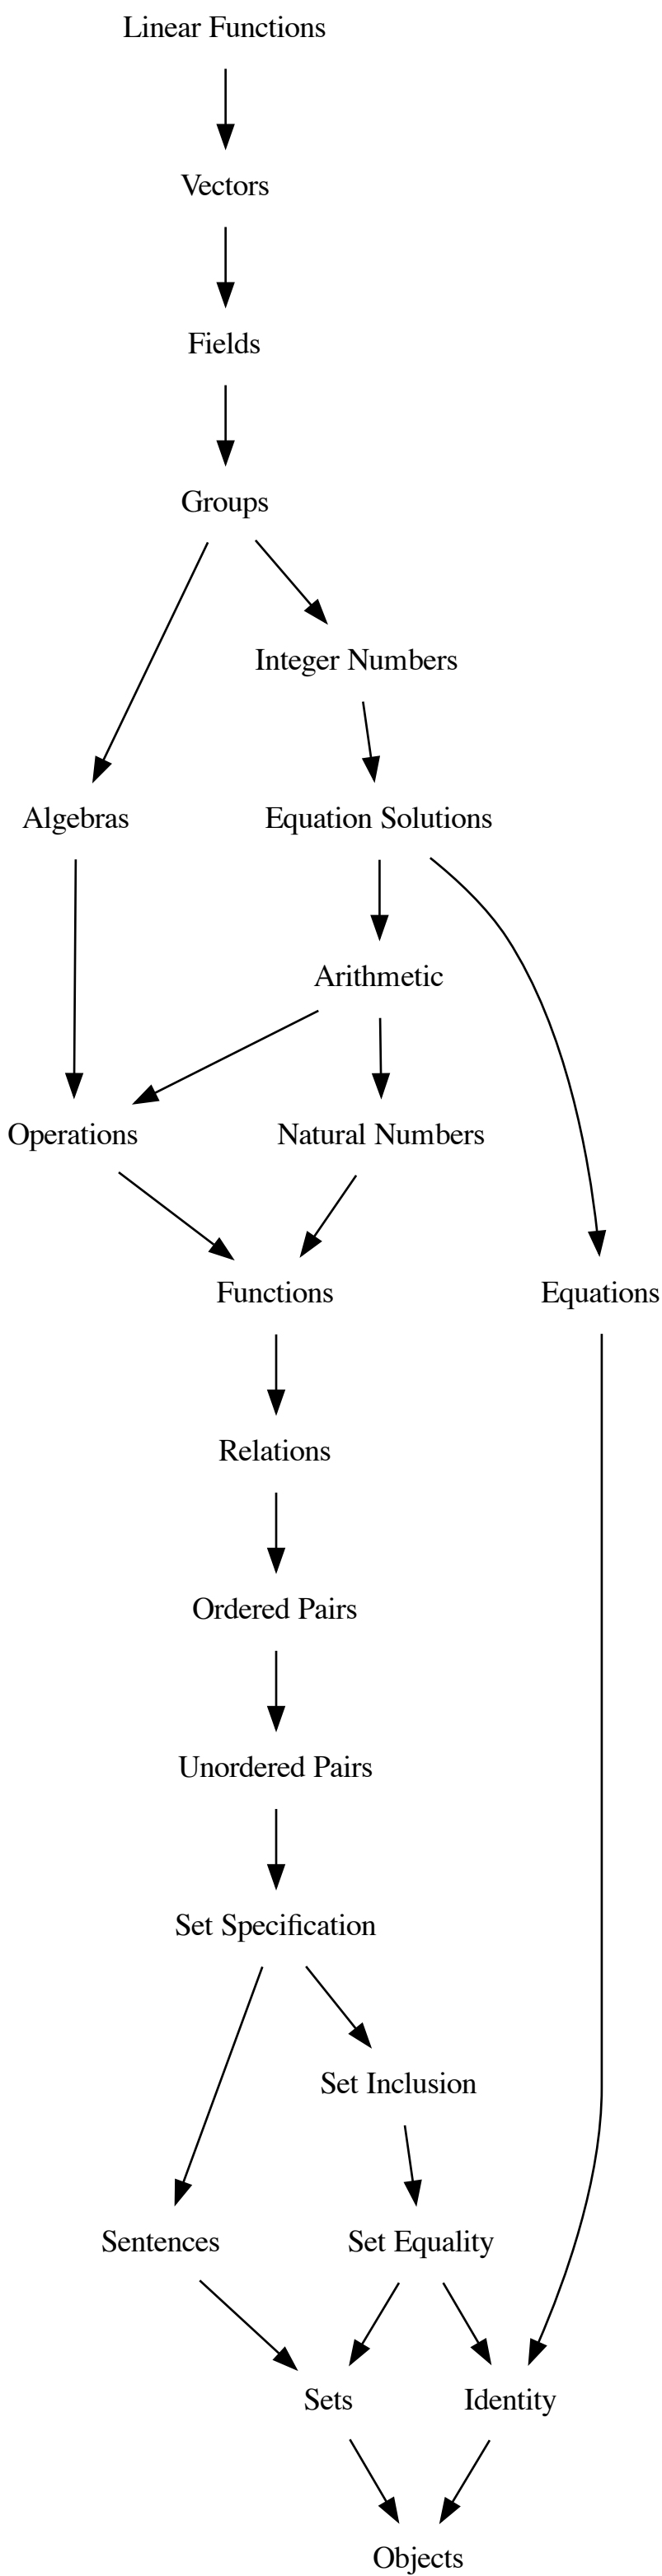 Linear Functions
Vectors
Fields
Groups
Integer Numbers
Algebras
Equation Solutions
Arithmetic
Operations
Natural Numbers
Functions
Equations
Relations
Ordered Pairs
Unordered Pairs
Set Specification
Set Inclusion
Sentences
Set Equality
Sets
Identity
Objects